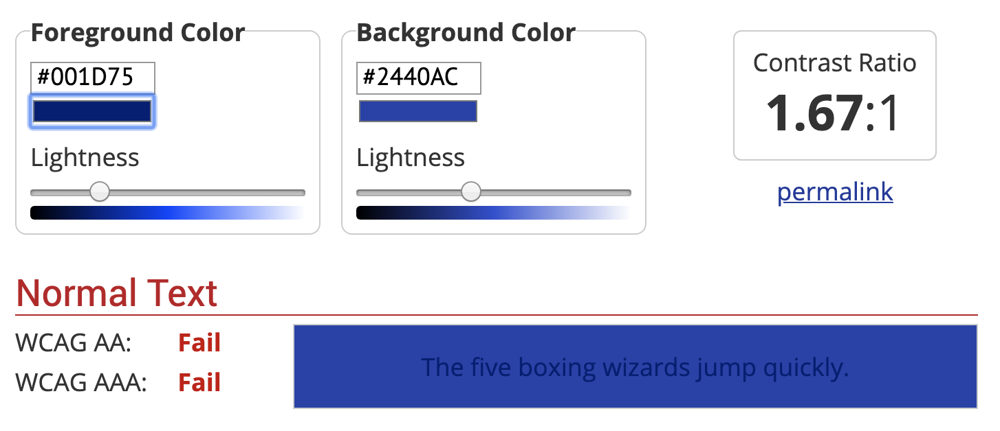 Foreground Color
#001D75
Lightness
Background Color
#2440AC
Lightness
Contrast Ratio
1.67:1
permalink
Normal Text
WCAG AA: Fail
WCAG AAA: Fail
The five boxing wizards jump quickly.